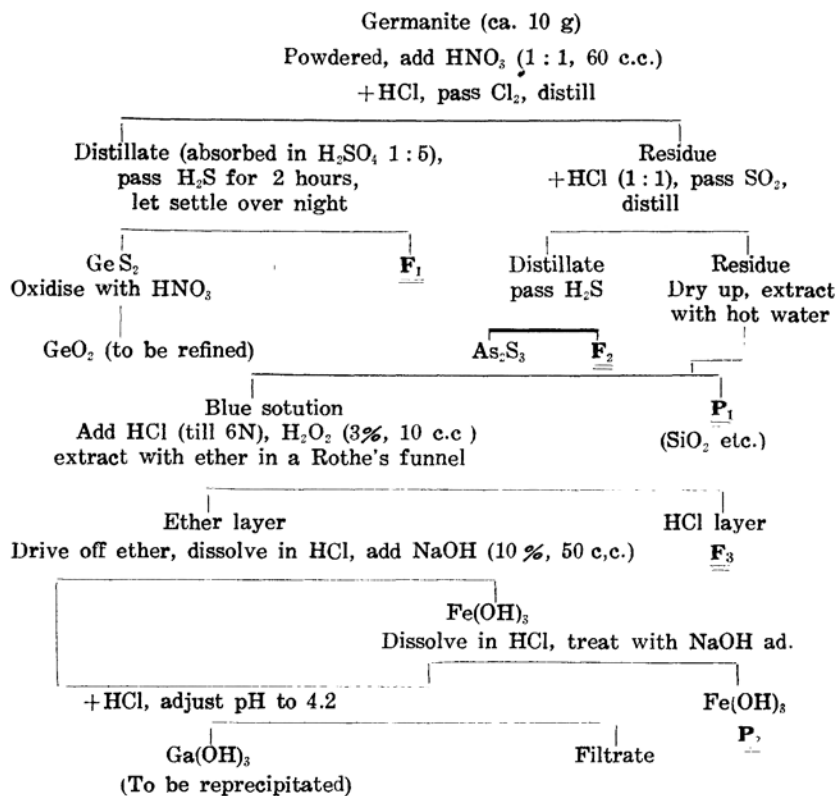 Germanite (ca. 10 g)
Powdered, add HNO₃ (1 : 1, 60 c.c.)
+HCl, pass Cl₂, distill
Distillate (absorbed in H₂SO₄ 1 : 5),
pass H₂S for 2 hours,
let settle over night
Residue
+HCl (1 : 1), pass SO₂,
distill
GeS₂
Oxidise with HNO₃
F₁
Distillate
pass H₂S
Residue
Dry up, extract
with hot water
GeO₂ (to be refined)
As₂S₃
F₂
Blue sotution
Add HCl (till 6N), H₂O₂ (3%, 10 c.c )
extract with ether in a Rothe's funnel
P₁
(SiO₂ etc.)
Ether layer
Drive off ether, dissolve in HCl, add NaOH (10 %, 50 c,c.)
HCl layer
F₃
Fe(OH)₃
Dissolve in HCl, treat with NaOH ad.
+HCl, adjust pH to 4.2
Fe(OH)₃
P₂
Ga(OH)₃
(To be reprecipitated)
Filtrate